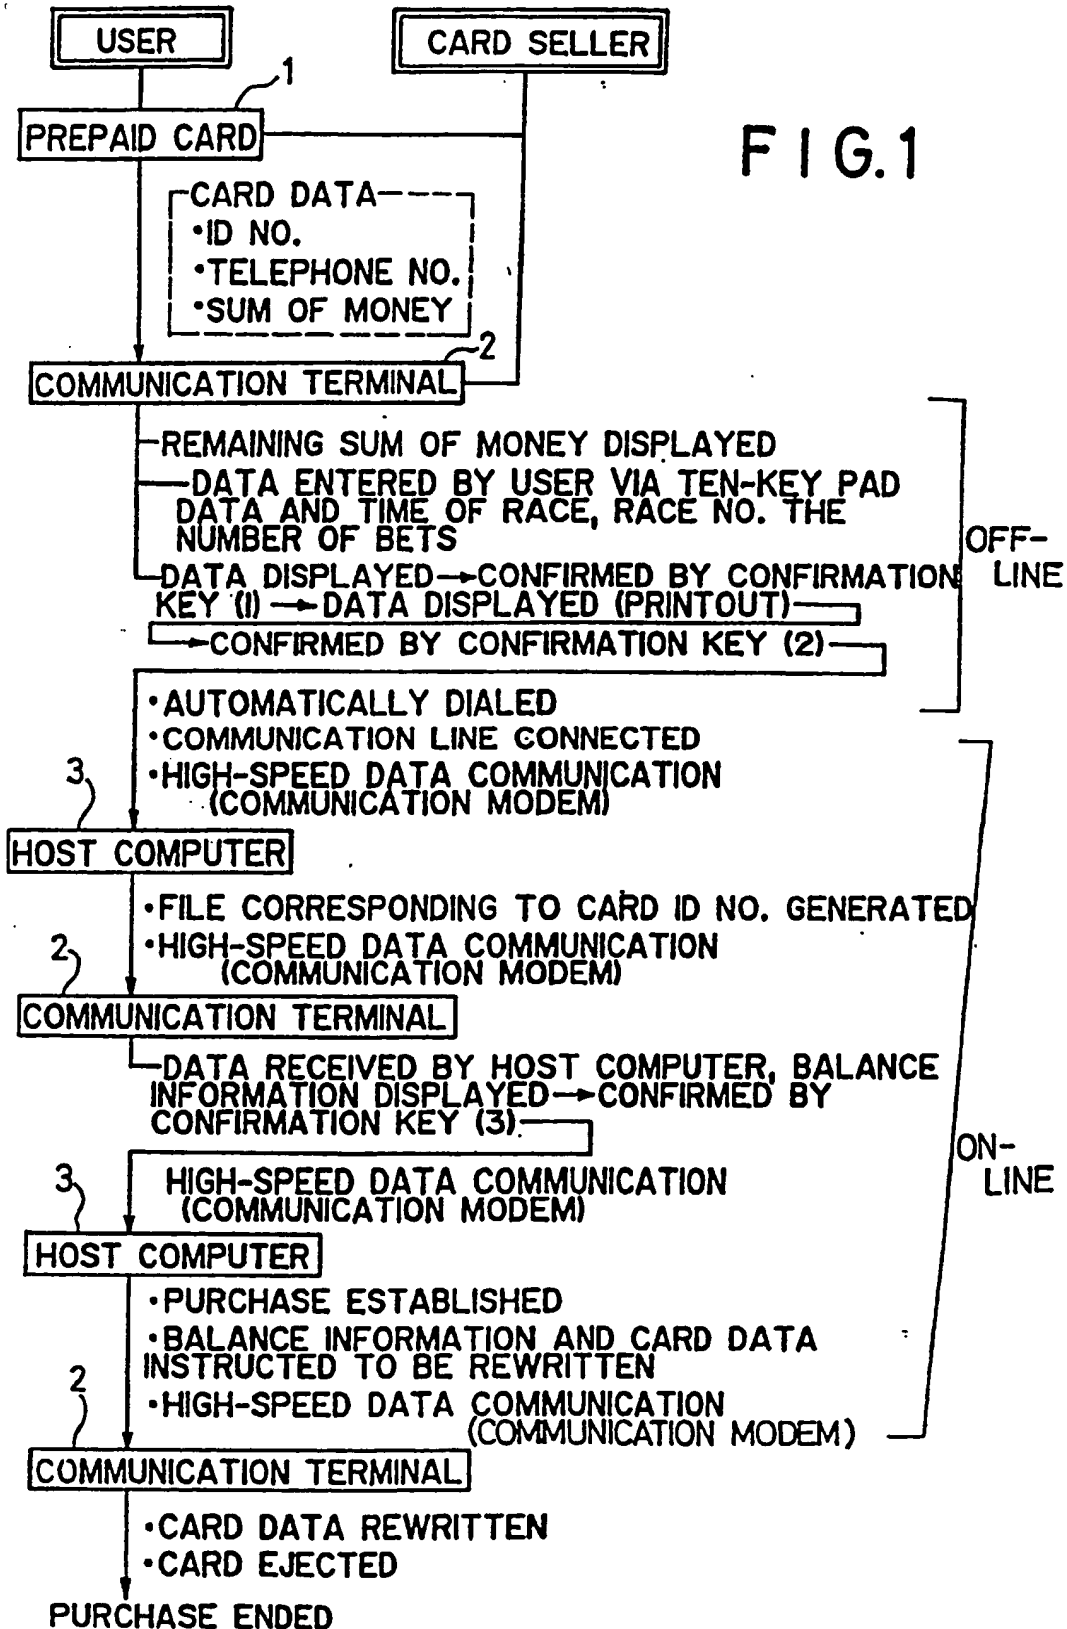 USER
CARD SELLER
1
PREPAID CARD
FIG.1
CARD DATA
•ID NO.
•TELEPHONE NO.
•SUM OF MONEY
2
COMMUNICATION TERMINAL
REMAINING SUM OF MONEY DISPLAYED
DATA ENTERED BY USER VIA TEN-KEY PAD
DATA AND TIME OF RACE, RACE NO. THE
NUMBER OF BETS
OFF-
LINE
DATA DISPLAYED→CONFIRMED BY CONFIRMATION
KEY (1)→DATA DISPLAYED (PRINTOUT)
→CONFIRMED BY CONFIRMATION KEY (2)
•AUTOMATICALLY DIALED
•COMMUNICATION LINE CONNECTED
•HIGH-SPEED DATA COMMUNICATION
(COMMUNICATION MODEM)
3
HOST COMPUTER
•FILE CORRESPONDING TO CARD ID NO. GENERATED
•HIGH-SPEED DATA COMMUNICATION
(COMMUNICATION MODEM)
2
COMMUNICATION TERMINAL
DATA RECEIVED BY HOST COMPUTER, BALANCE
INFORMATION DISPLAYED→CONFIRMED BY
CONFIRMATION KEY (3)
ON-
LINE
HIGH-SPEED DATA COMMUNICATION
(COMMUNICATION MODEM)
3
HOST COMPUTER
•PURCHASE ESTABLISHED
•BALANCE INFORMATION AND CARD DATA
INSTRUCTED TO BE REWRITTEN
•HIGH-SPEED DATA COMMUNICATION
(COMMUNICATION MODEM)
2
COMMUNICATION TERMINAL
•CARD DATA REWRITTEN
•CARD EJECTED
PURCHASE ENDED